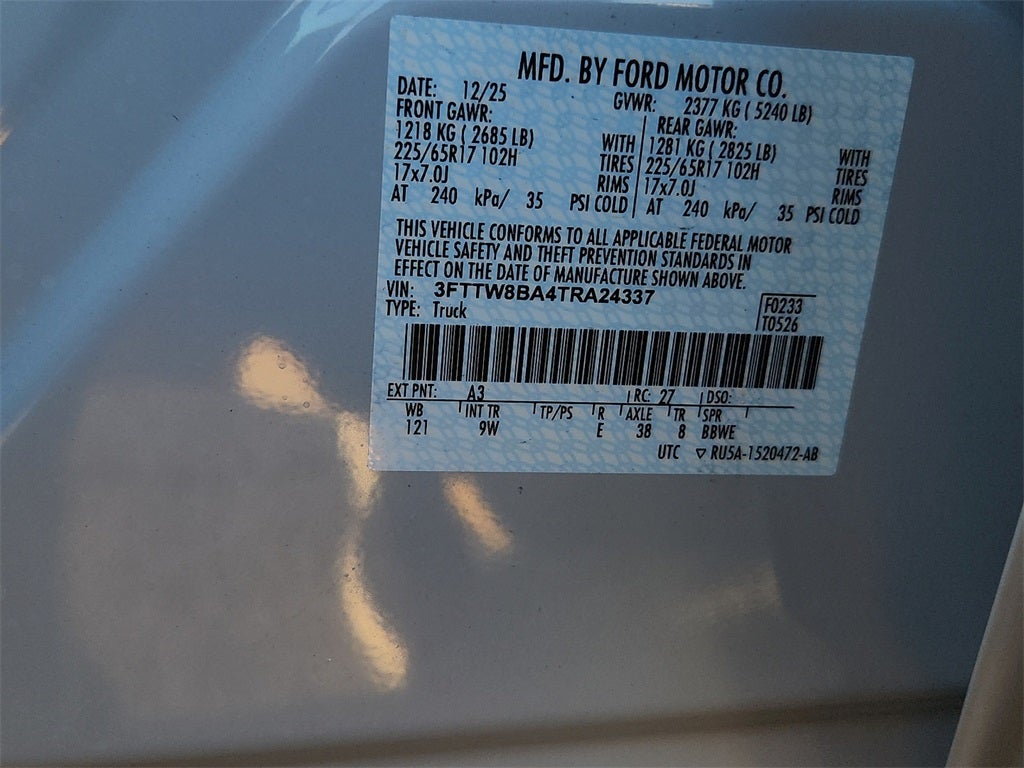 MFD. BY FORD MOTOR CO.
DATE: 12/25 GVWR: 2377 KG ( 5240 LB)
FRONT GAWR: REAR GAWR:
1218 KG ( 2685 LB) WITH 1281 KG ( 2825 LB) WITH
225/65R17 102H TIRES 225/65R17 102H TIRES
17x7.0J RIMS 17x7.0J RIMS
AT 240 kPa/ 35 PSI COLD AT 240 kPa/ 35 PSI COLD
THIS VEHICLE CONFORMS TO ALL APPLICABLE FEDERAL MOTOR
VEHICLE SAFETY AND THEFT PREVENTION STANDARDS IN
EFFECT ON THE DATE OF MANUFACTURE SHOWN ABOVE.
VIN: 3FTTW8BA4TRA24337 F0233
TYPE: Truck T0526
EXT PNT: A3 RC: 27 DSO:
WB INT TR TP/PS R AXLE TR SPR
121 9W E 38 8 BBWE
UTC ▽ RU5A-1520472-AB